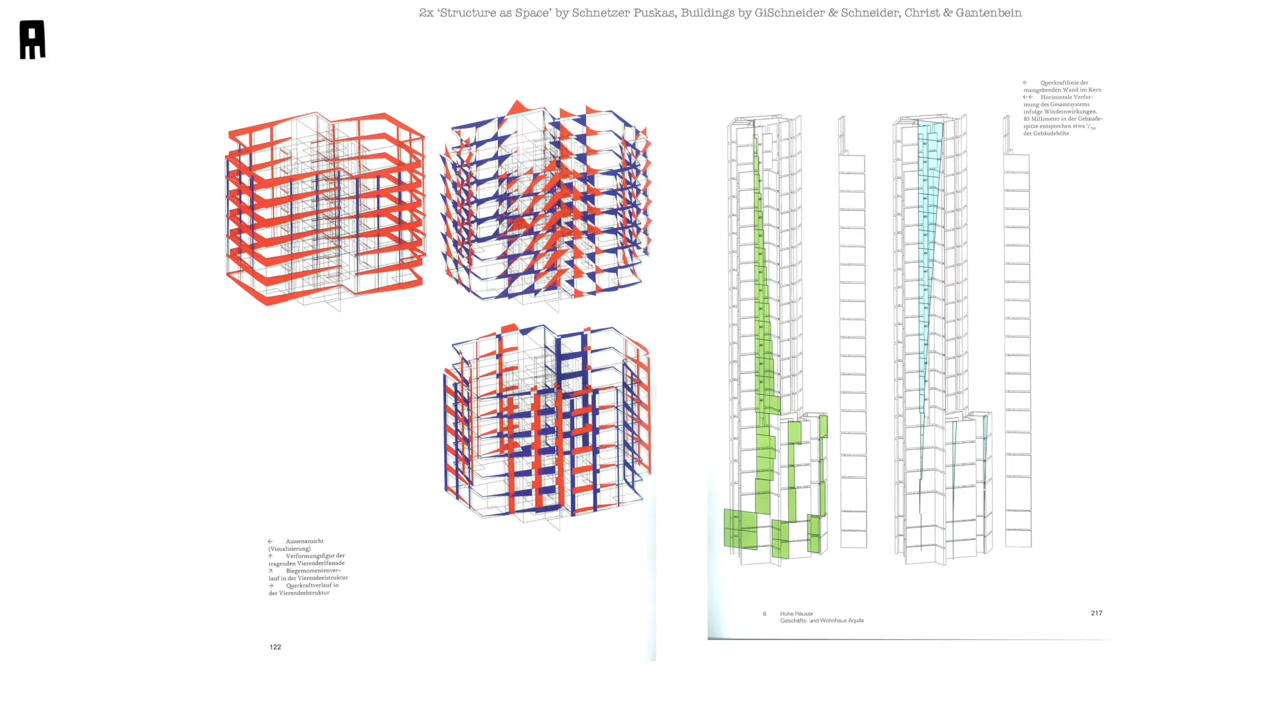 2x ‘Structure as Space’ by Schnetzer Puskas, Buildings by GiSchneider & Schneider, Christ & Gantenbein
← Aussenansicht
(Visualisierung)
↑ Verformungsfigur der
tragenden Vierendeelfassade
↗ Biegemomentenver-
lauf in der Vierendeelstruktur
→ Querkraftverlauf in
der Vierendeelstruktur
122
← Querkraftlinie der
massgebenden Wand im Kern
←← Horizontale Verfor-
mung des Gesamtsystems
infolge Windeinwirkungen.
83 Millimeter in der Gebäude-
spitze entsprechen etwa
der Gebäudehöhe
6 Hohe Häuser
Geschäfts- und Wohnhaus Aquila
217